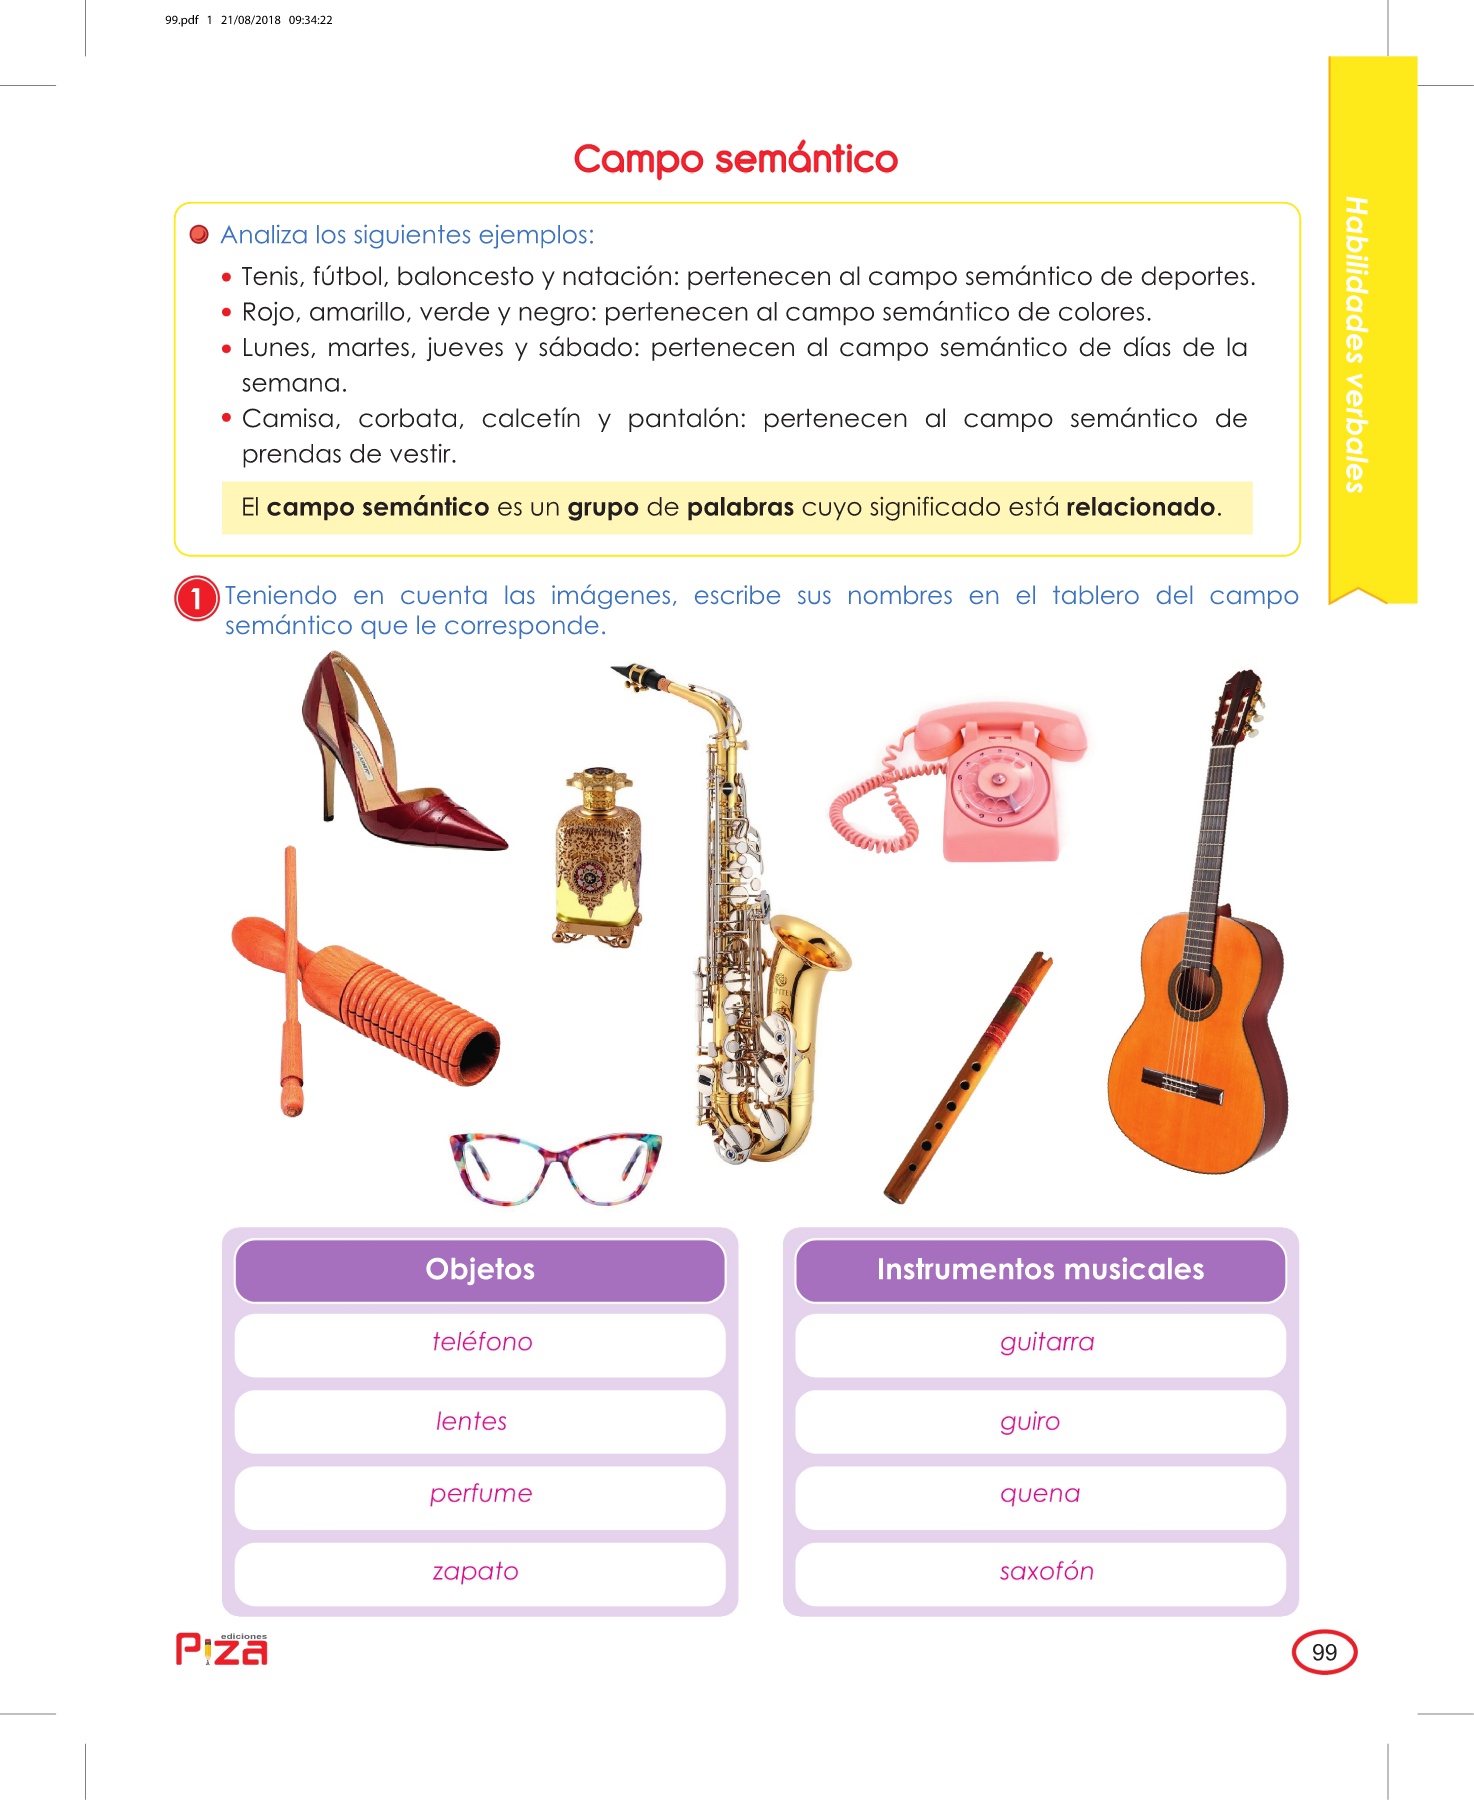 99.pdf 1 21/08/2018 09:34:22
Campo semántico
Habilidades verbales
Analiza los siguientes ejemplos:
• Tenis, fútbol, baloncesto y natación: pertenecen al campo semántico de deportes.
• Rojo, amarillo, verde y negro: pertenecen al campo semántico de colores.
• Lunes, martes, jueves y sábado: pertenecen al campo semántico de días de la
semana.
• Camisa, corbata, calcetín y pantalón: pertenecen al campo semántico de
prendas de vestir.
El campo semántico es un grupo de palabras cuyo significado está relacionado.
1 Teniendo en cuenta las imágenes, escribe sus nombres en el tablero del campo
semántico que le corresponde.
Objetos
teléfono
lentes
perfume
zapato
Instrumentos musicales
guitarra
guiro
quena
saxofón
ediciones
Piza
99